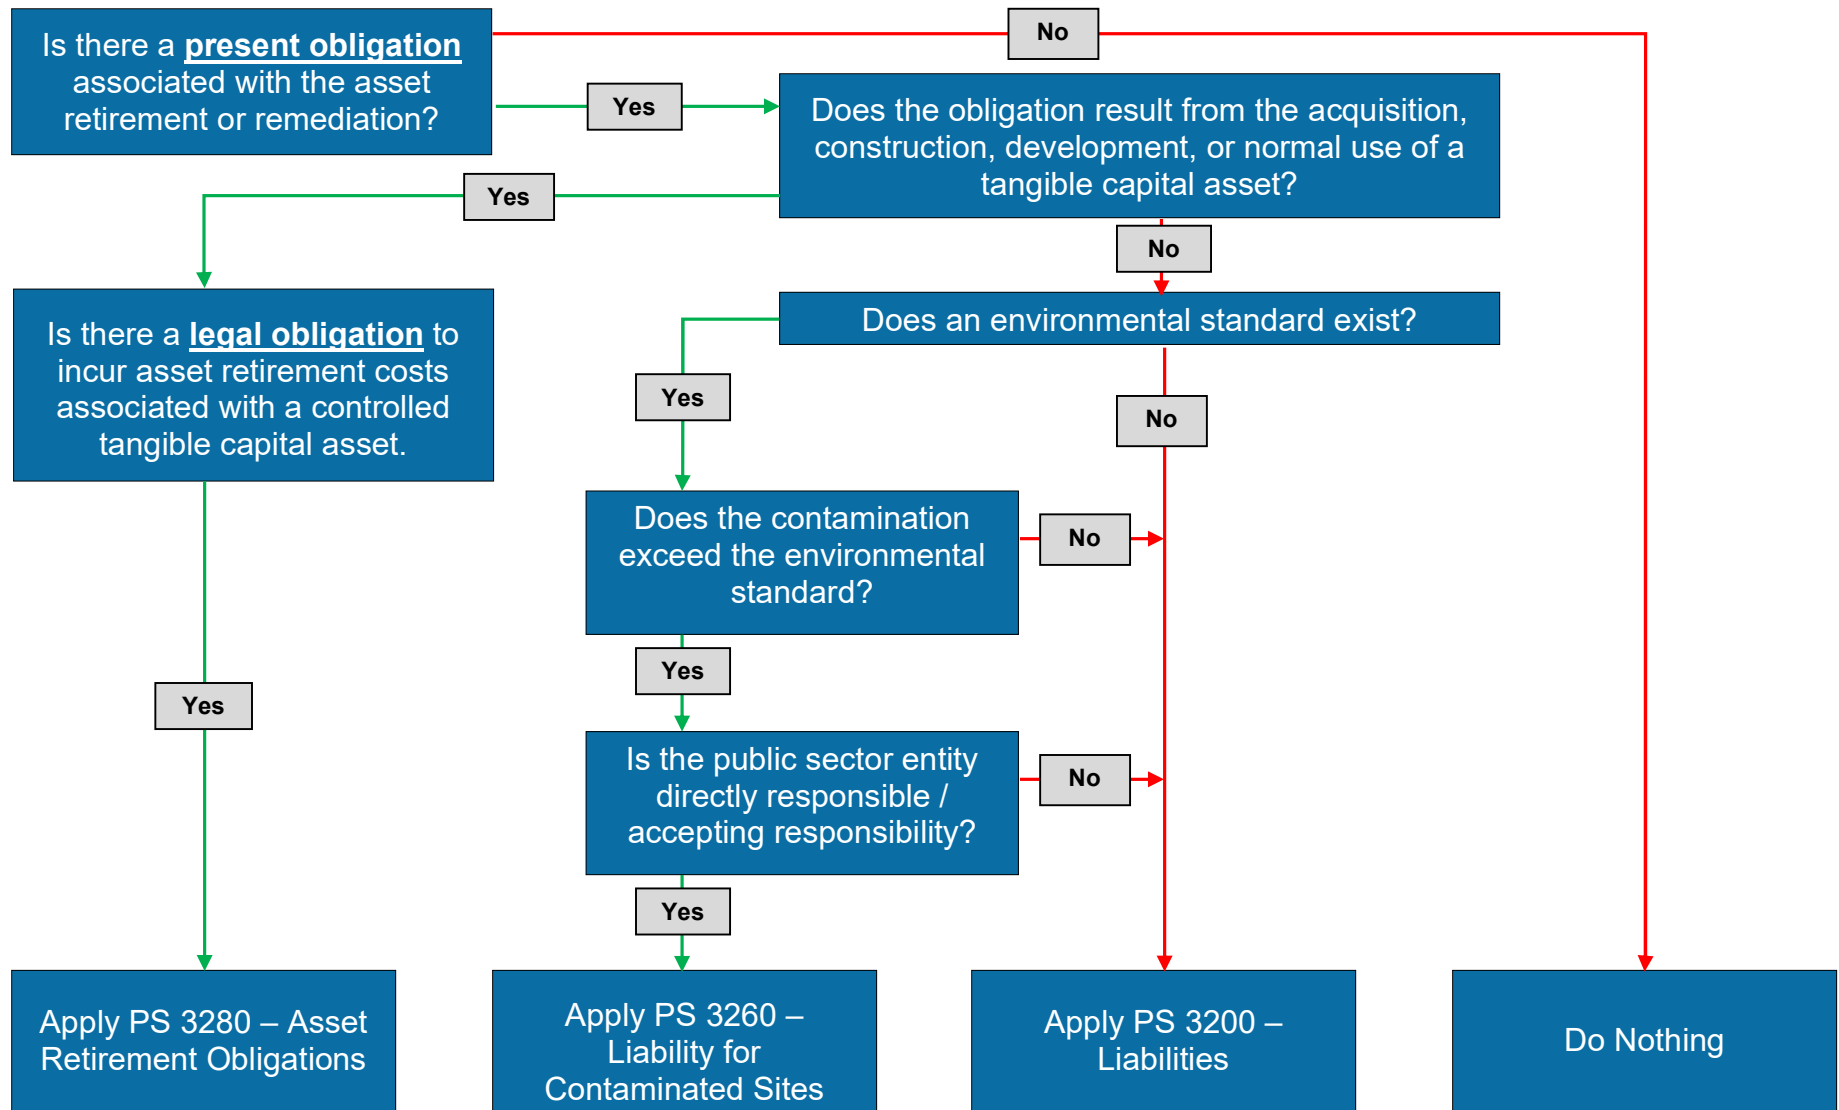 Is there a present obligation
associated with the asset
retirement or remediation?
No
Yes
Does the obligation result from the acquisition,
construction, development, or normal use of a
tangible capital asset?
Yes
No
Is there a legal obligation to
incur asset retirement costs
associated with a controlled
tangible capital asset.
Does an environmental standard exist?
Yes
No
Does the contamination
exceed the environmental
standard?
No
Yes
Yes
Is the public sector entity
directly responsible /
accepting responsibility?
No
Yes
Apply PS 3280 – Asset
Retirement Obligations
Apply PS 3260 –
Liability for
Contaminated Sites
Apply PS 3200 –
Liabilities
Do Nothing